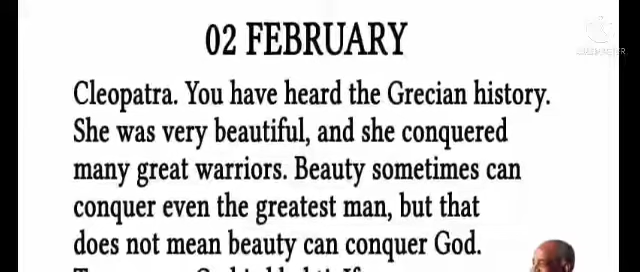 02 FEBRUARY
Cleopatra. You have heard the Grecian history.
She was very beautiful, and she conquered
many great warriors. Beauty sometimes can
conquer even the greatest man, but that
does not mean beauty can conquer God.